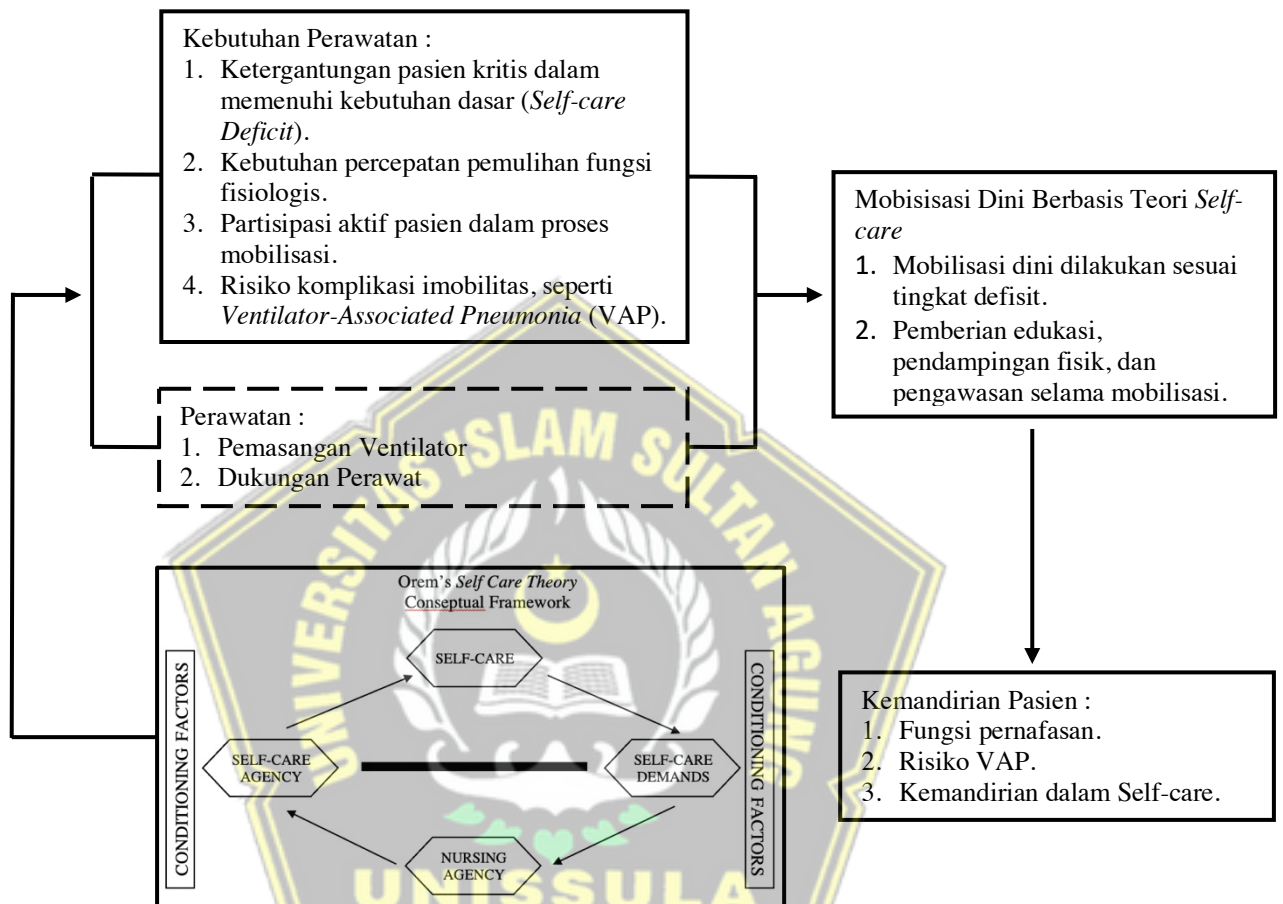 Kebutuhan Perawatan :
1. Ketergantungan pasien kritis dalam
memenuhi kebutuhan dasar (Self-care
Deficit).
2. Kebutuhan percepatan pemulihan fungsi
fisiologis.
3. Partisipasi aktif pasien dalam proses
mobilisasi.
4. Risiko komplikasi imobilitas, seperti
Ventilator-Associated Pneumonia (VAP).
Perawatan :
1. Pemasangan Ventilator
2. Dukungan Perawat
Mobisisasi Dini Berbasis Teori Self-
care
1. Mobilisasi dini dilakukan sesuai
tingkat defisit.
2. Pemberian edukasi,
pendampingan fisik, dan
pengawasan selama mobilisasi.
Kemandirian Pasien :
1. Fungsi pernafasan.
2. Risiko VAP.
3. Kemandirian dalam Self-care.
Orem's Self Care Theory
Conseptual Framework
CONDITIONING FACTORS
SELF-CARE
SELF-CARE
AGENCY
SELF-CARE
DEMANDS
NURSING
AGENCY
CONDITIONING FACTORS
UNIVERSITAS ISLAM SULTAN AGUNG
UNISSULA